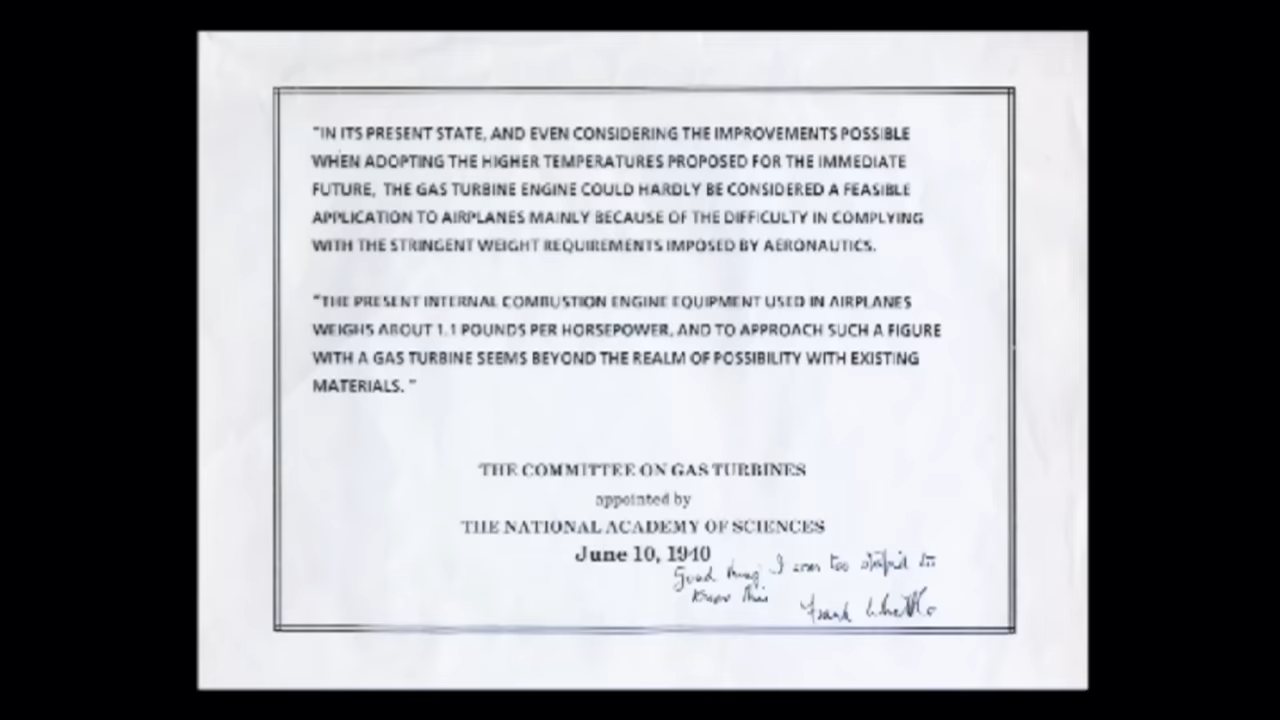 "IN ITS PRESENT STATE, AND EVEN CONSIDERING THE IMPROVEMENTS POSSIBLE
WHEN ADOPTING THE HIGHER TEMPERATURES PROPOSED FOR THE IMMEDIATE
FUTURE, THE GAS TURBINE ENGINE COULD HARDLY BE CONSIDERED A FEASIBLE
APPLICATION TO AIRPLANES MAINLY BECAUSE OF THE DIFFICULTY IN COMPLYING
WITH THE STRINGENT WEIGHT REQUIREMENTS IMPOSED BY AERONAUTICS.
"THE PRESENT INTERNAL COMBUSTION ENGINE EQUIPMENT USED IN AIRPLANES
WEIGHS ABOUT 1.1 POUNDS PER HORSEPOWER, AND TO APPROACH SUCH A FIGURE
WITH A GAS TURBINE SEEMS BEYOND THE REALM OF POSSIBILITY WITH EXISTING
MATERIALS. "
THE COMMITTEE ON GAS TURBINES
appointed by
THE NATIONAL ACADEMY OF SCIENCES
June 10, 1940
Good thing I was too stupid to
know this
Frank Whittle